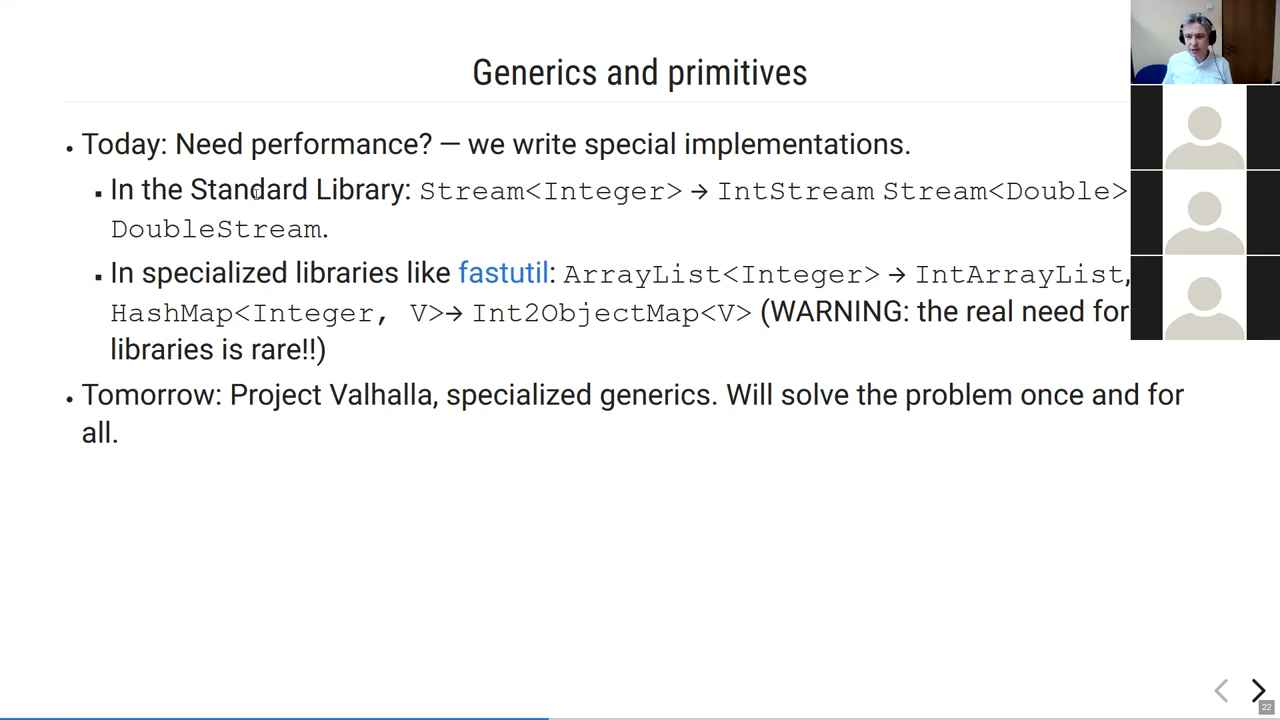 Generics and primitives
Today: Need performance? — we write special implementations.
In the Standard Library: Stream<Integer> → IntStream Stream<Double>
DoubleStream.
In specialized libraries like fastutil: ArrayList<Integer> → IntArrayList,
HashMap<Integer, V>→ Int2ObjectMap<V> (WARNING: the real need for
libraries is rare!!)
Tomorrow: Project Valhalla, specialized generics. Will solve the problem once and for
all.
22